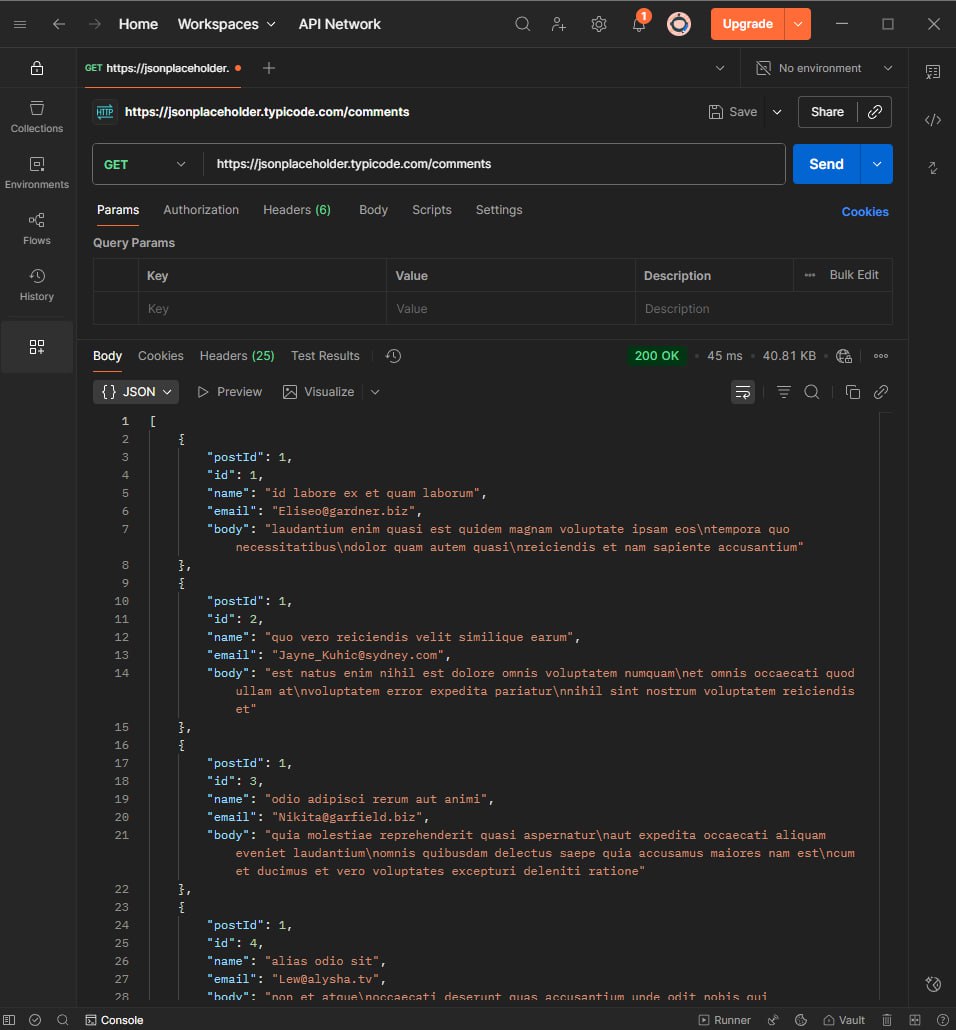 Home Workspaces API Network 1 Upgrade
GET https://jsonplaceholder. No environment
HTTP https://jsonplaceholder.typicode.com/comments Save Share
Collections
GET https://jsonplaceholder.typicode.com/comments Send
Environments
Params Authorization Headers (6) Body Scripts Settings Cookies
Flows
Query Params
Key Value Description Bulk Edit
History
Key Value Description
Body Cookies Headers (25) Test Results 200 OK 45 ms 40.81 KB
{} JSON Preview Visualize
1 [
2 {
3 "postId": 1,
4 "id": 1,
5 "name": "id labore ex et quam laborum",
6 "email": "Eliseo@gardner.biz",
7 "body": "laudantium enim quasi est quidem magnam voluptate ipsam eos\ntempora quo
necessitatibus\ndolor quam autem quasi\nreiciendis et nam sapiente accusantium"
8 },
9 {
10 "postId": 1,
11 "id": 2,
12 "name": "quo vero reiciendis velit similique earum",
13 "email": "Jayne_Kuhic@sydney.com",
14 "body": "est natus enim nihil est dolore omnis voluptatem numquam\net omnis occaecati quod
ullam at\nvoluptatem error expedita pariatur\nnihil sint nostrum voluptatem reiciendis
et"
15 },
16 {
17 "postId": 1,
18 "id": 3,
19 "name": "odio adipisci rerum aut animi",
20 "email": "Nikita@garfield.biz",
21 "body": "quia molestiae reprehenderit quasi aspernatur\naut expedita occaecati aliquam
eveniet laudantium\nomnis quibusdam delectus saepe quia accusamus maiores nam est\ncum
et ducimus et vero voluptates excepturi deleniti ratione"
22 },
23 {
24 "postId": 1,
25 "id": 4,
26 "name": "alias odio sit",
27 "email": "Lew@alysha.tv",
28 "body": "non et atque\noccaecati deserunt quas accusantium unde odit nobis qui
Console Runner Vault